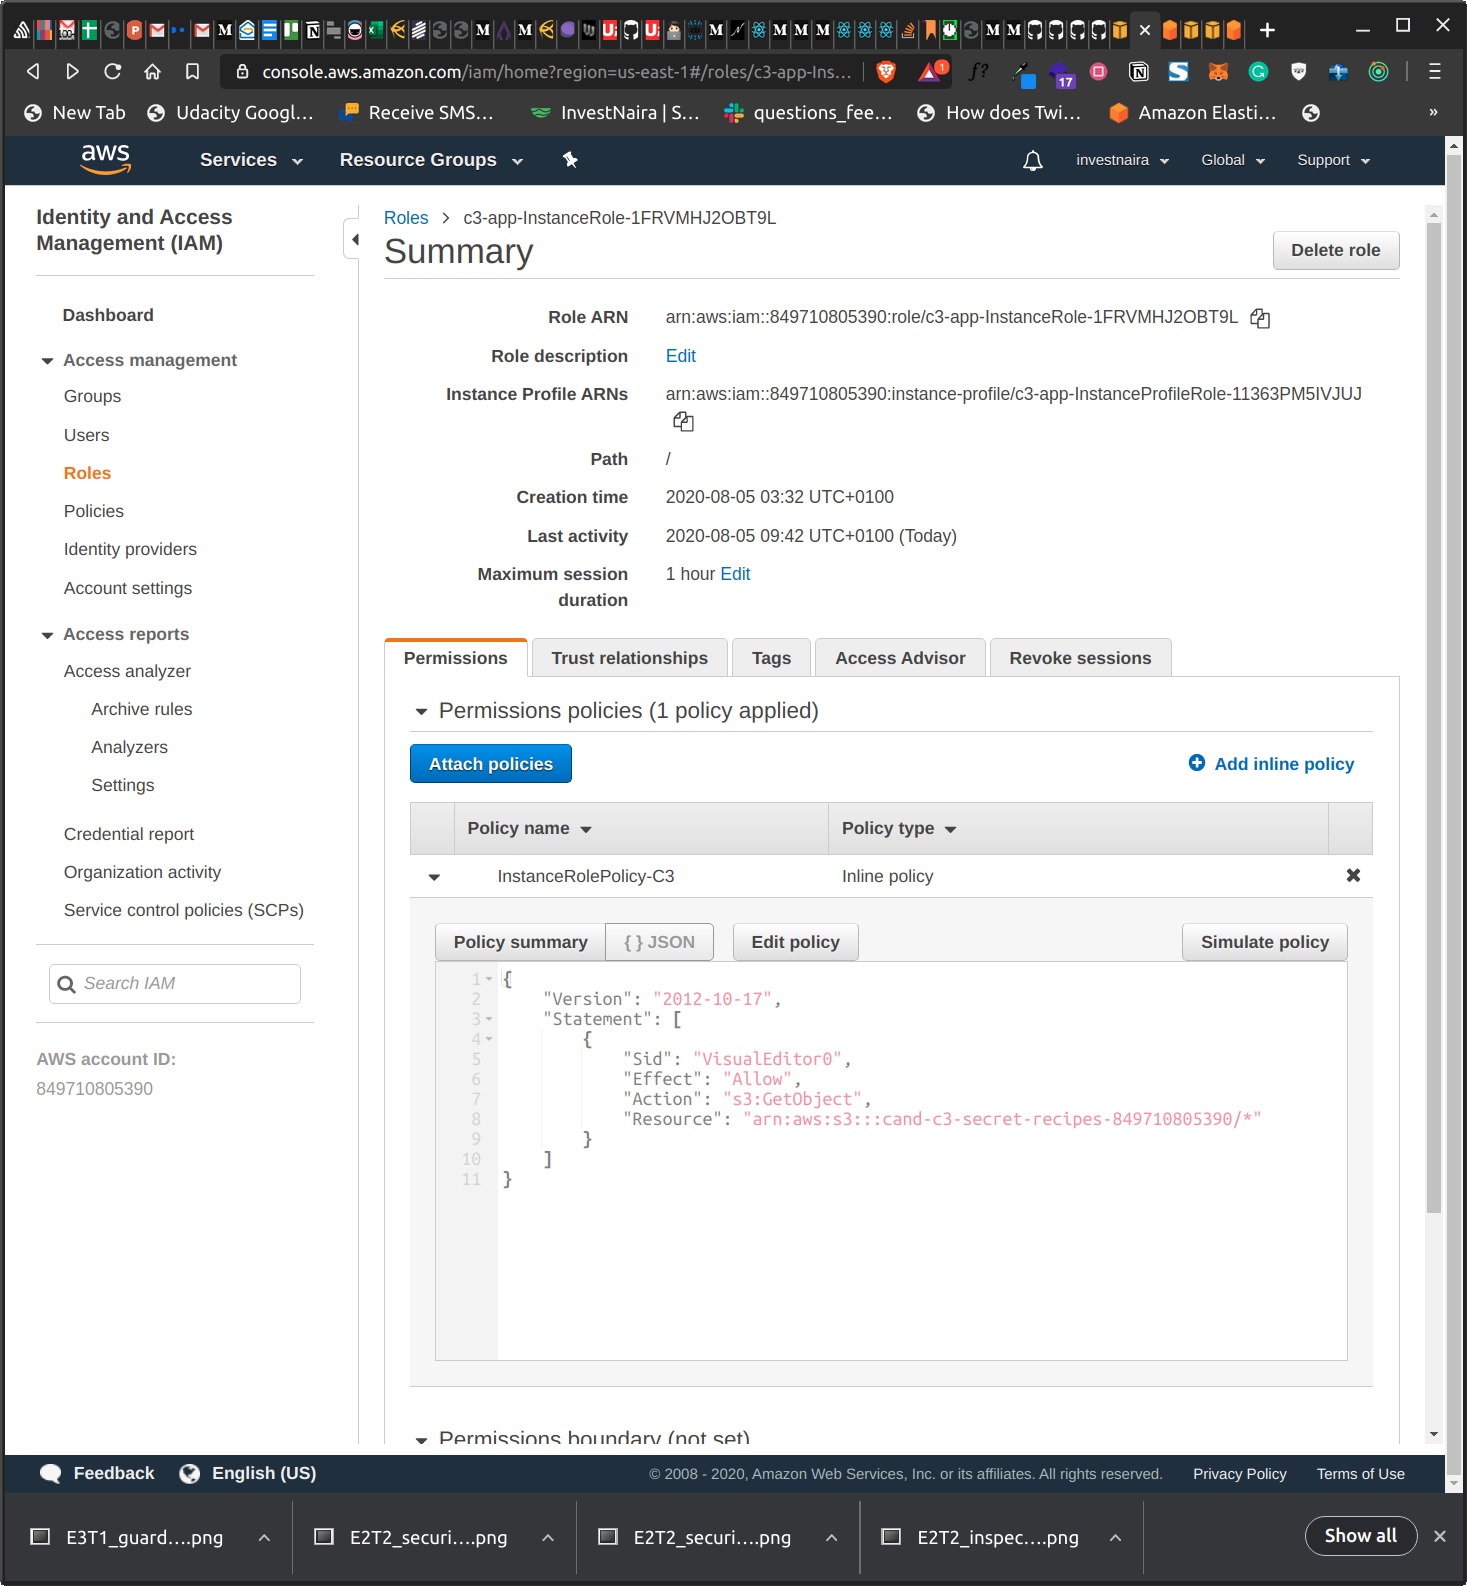 console.aws.amazon.com/iam/home?region=us-east-1#/roles/c3-app-Ins...
1
17
New Tab
Udacity Googl...
Receive SMS...
InvestNaira | S...
questions_fee...
How does Twi...
Amazon Elasti...
»
aws
Services
Resource Groups
investnaira
Global
Support
Identity and Access
Management (IAM)
Dashboard
Access management
Groups
Users
Roles
Policies
Identity providers
Account settings
Access reports
Access analyzer
Archive rules
Analyzers
Settings
Credential report
Organization activity
Service control policies (SCPs)
Search IAM
AWS account ID:
849710805390
Roles > c3-app-InstanceRole-1FRVMHJ2OBT9L
Summary
Delete role
Role ARN arn:aws:iam::849710805390:role/c3-app-InstanceRole-1FRVMHJ2OBT9L
Role description Edit
Instance Profile ARNs arn:aws:iam::849710805390:instance-profile/c3-app-InstanceProfileRole-11363PM5IVJUJ
Path /
Creation time 2020-08-05 03:32 UTC+0100
Last activity 2020-08-05 09:42 UTC+0100 (Today)
Maximum session 1 hour Edit
duration
Permissions
Trust relationships
Tags
Access Advisor
Revoke sessions
Permissions policies (1 policy applied)
Attach policies
Add inline policy
Policy name
Policy type
InstanceRolePolicy-C3
Inline policy
Policy summary
{ } JSON
Edit policy
Simulate policy
1 {
2 "Version": "2012-10-17",
3 "Statement": [
4 {
5 "Sid": "VisualEditor0",
6 "Effect": "Allow",
7 "Action": "s3:GetObject",
8 "Resource": "arn:aws:s3:::cand-c3-secret-recipes-849710805390/*"
9 }
10 ]
11 }
Permissions boundary (not set)
Feedback
English (US)
© 2008 - 2020, Amazon Web Services, Inc. or its affiliates. All rights reserved.
Privacy Policy
Terms of Use
E3T1_guard....png
E2T2_securi....png
E2T2_securi....png
E2T2_inspec....png
Show all